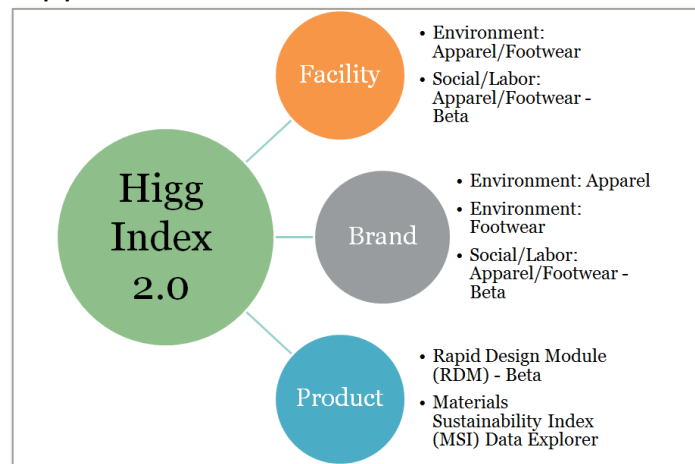 Higg
Index
2.0
Facility
• Environment:
Apparel/Footwear
• Social/Labor:
Apparel/Footwear -
Beta
Brand
• Environment: Apparel
• Environment:
Footwear
• Social/Labor:
Apparel/Footwear -
Beta
Product
• Rapid Design Module
(RDM) - Beta
• Materials
Sustainability Index
(MSI) Data Explorer